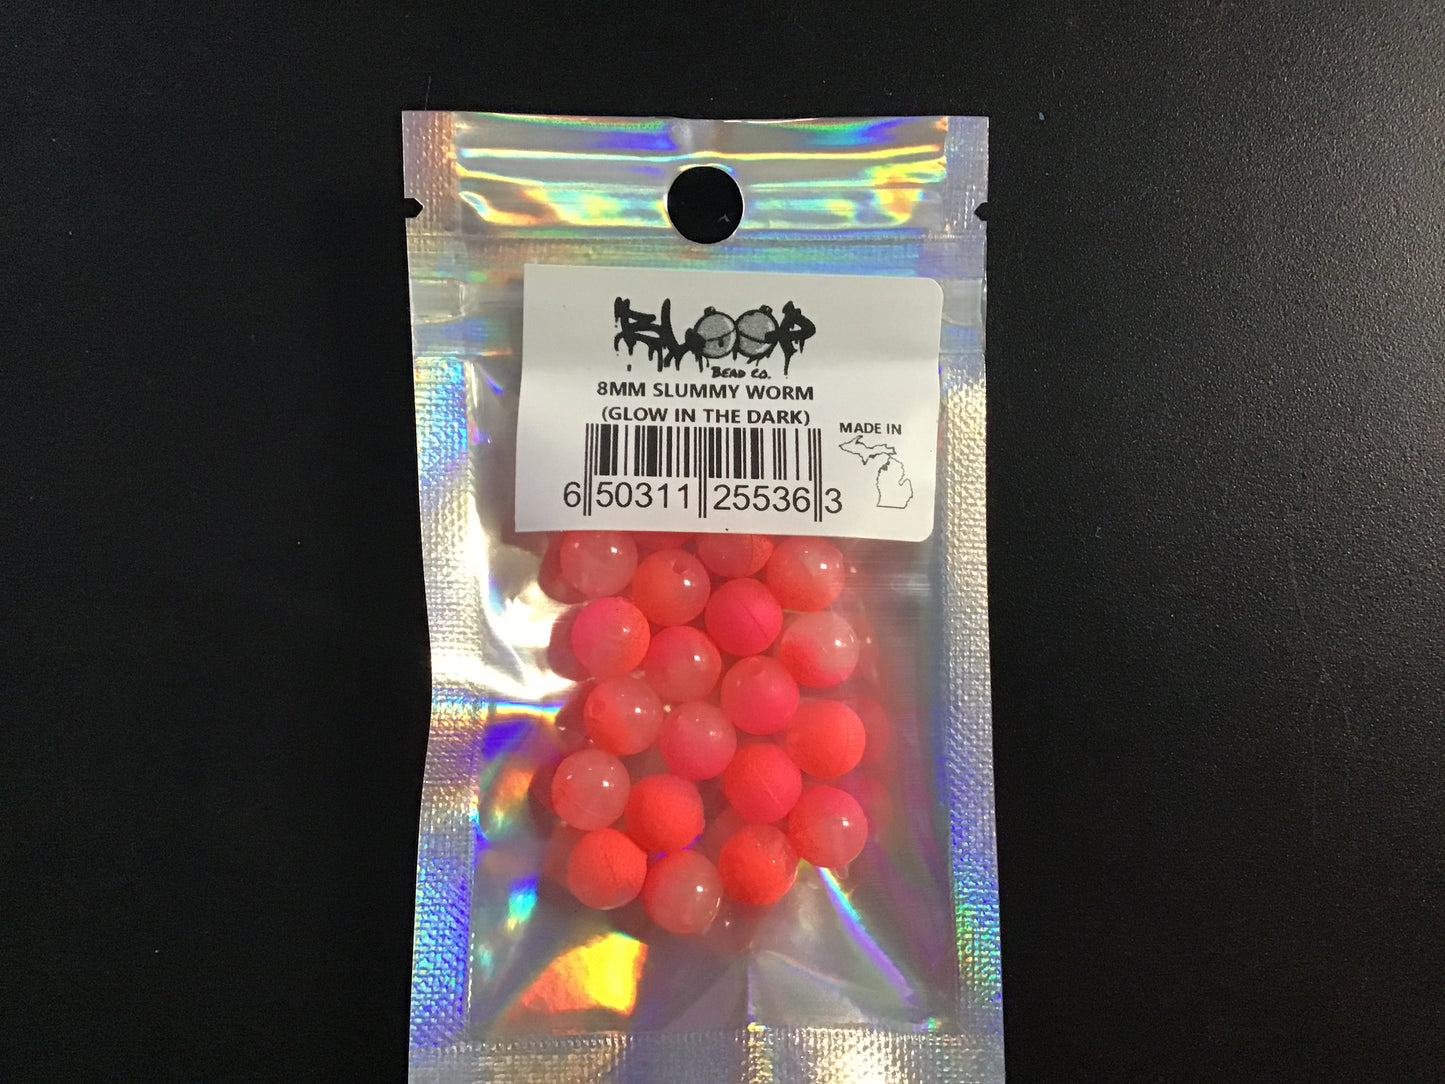 BLOOP
BEAD CO.
8MM SLUMMY WORM
(GLOW IN THE DARK)
MADE IN
6 50311 25536 3